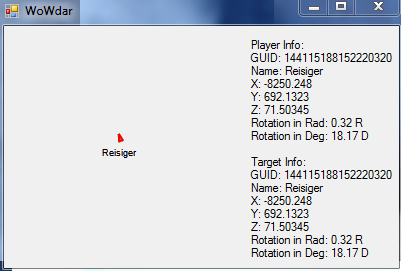 WoWdar
Player Info:
GUID: 144115188152220320
Name: Reisiger
X: -8250.248
Y: 692.1323
Z: 71.50345
Rotation in Rad: 0.32 R
Rotation in Deg: 18.17 D
Reisiger
Target Info:
GUID: 144115188152220320
Name: Reisiger
X: -8250.248
Y: 692.1323
Z: 71.50345
Rotation in Rad: 0.32 R
Rotation in Deg: 18.17 D